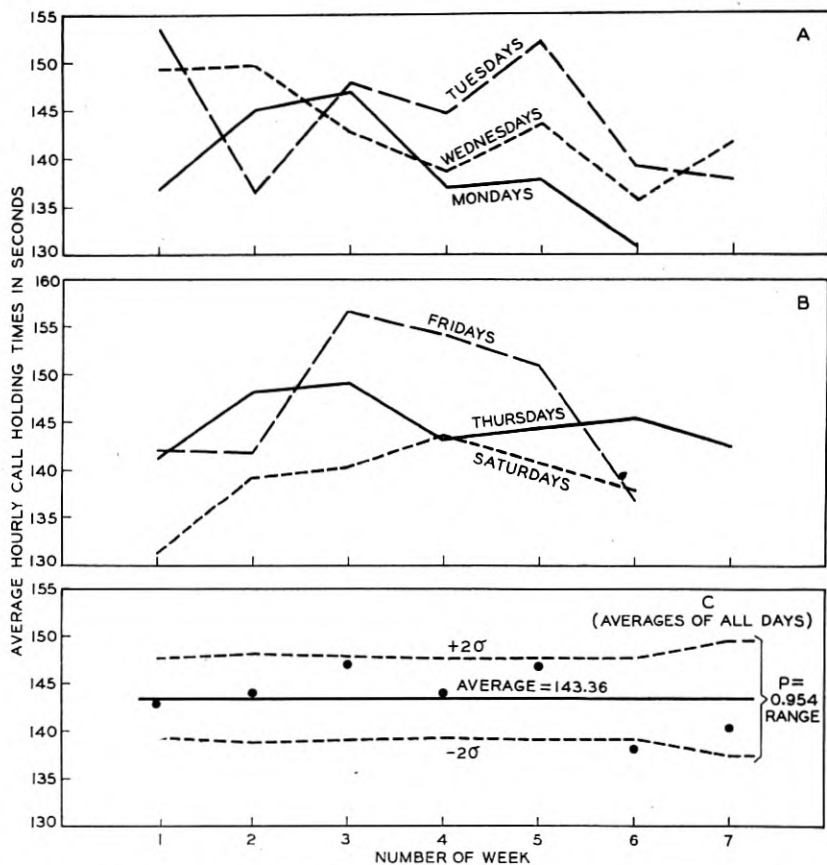 AVERAGE HOURLY CALL HOLDING TIMES IN SECONDS
155
150
145
140
135
130
A
TUESDAYS
WEDNESDAYS
MONDAYS
160
155
150
145
140
135
130
B
FRIDAYS
THURSDAYS
SATURDAYS
155
150
145
140
135
130
C
(AVERAGES OF ALL DAYS)
+2σ
AVERAGE = 143.36
-2σ
P=
0.954
RANGE
1 2 3 4 5 6 7
NUMBER OF WEEK